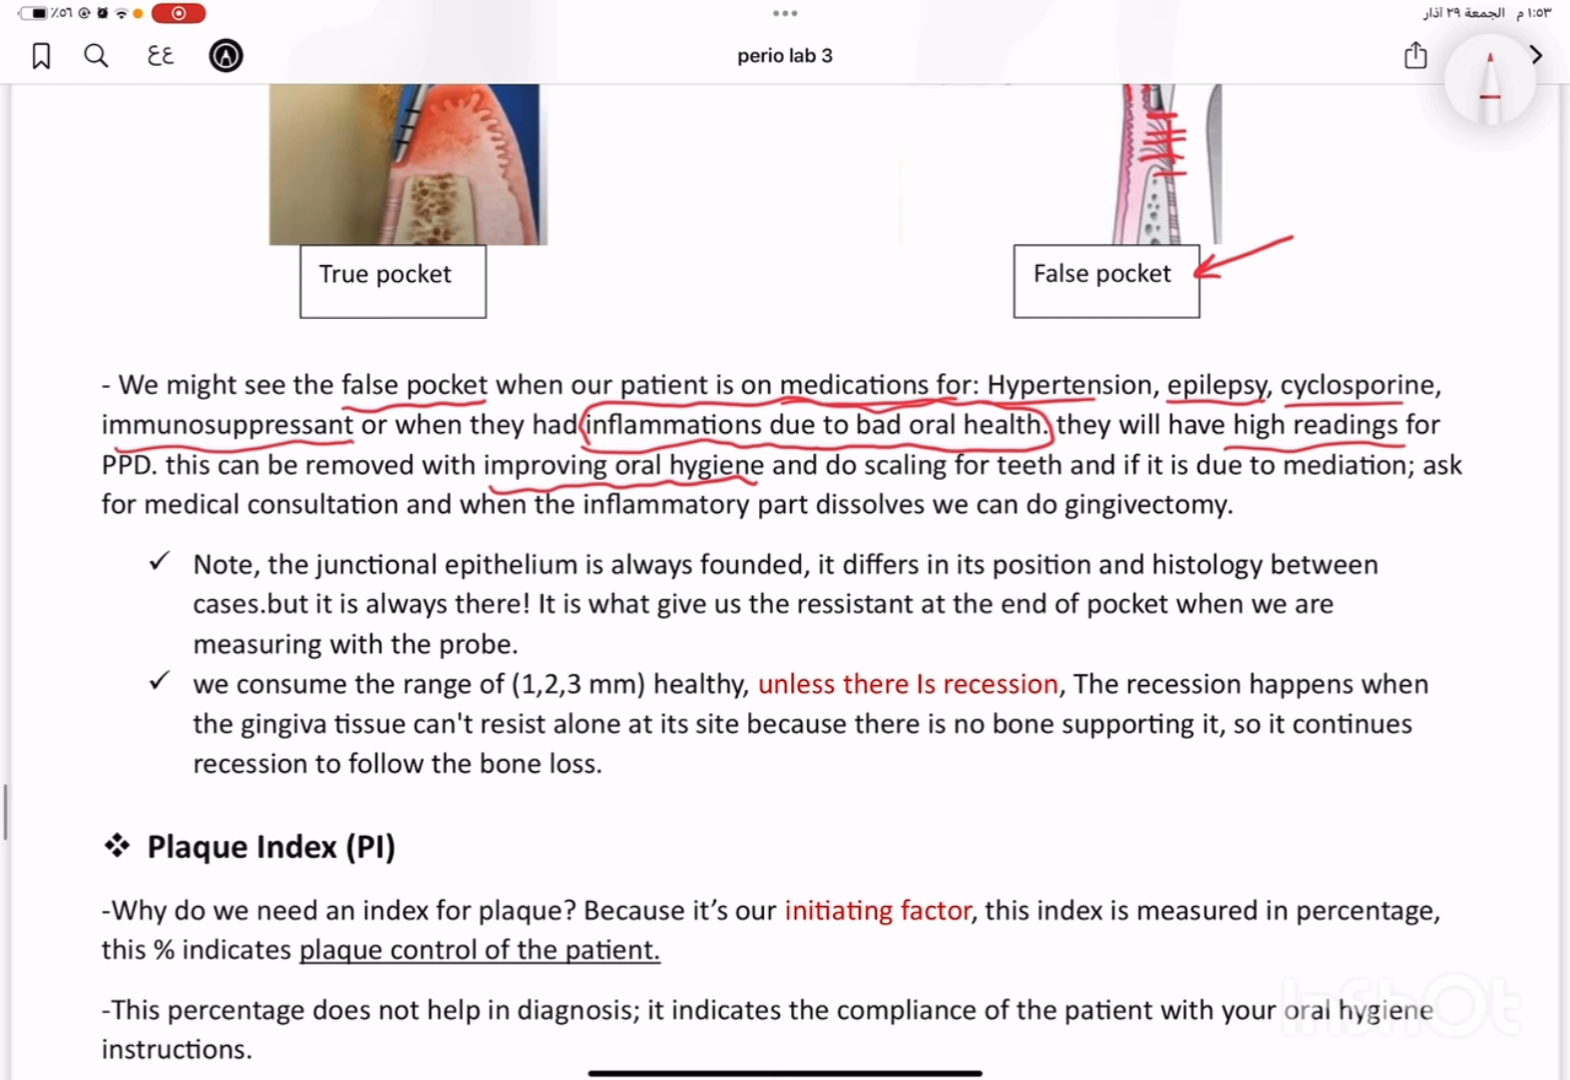 ٪٥٦
١:٥٣ م الجمعة ٢٩ آذار
عع
perio lab 3
True pocket
False pocket
- We might see the false pocket when our patient is on medications for: Hypertension, epilepsy, cyclosporine,
immunosuppressant or when they had inflammations due to bad oral health. they will have high readings for
PPD. this can be removed with improving oral hygiene and do scaling for teeth and if it is due to mediation; ask
for medical consultation and when the inflammatory part dissolves we can do gingivectomy.
✓ Note, the junctional epithelium is always founded, it differs in its position and histology between
cases.but it is always there! It is what give us the ressistant at the end of pocket when we are
measuring with the probe.
✓ we consume the range of (1,2,3 mm) healthy, unless there Is recession, The recession happens when
the gingiva tissue can't resist alone at its site because there is no bone supporting it, so it continues
recession to follow the bone loss.
❖ Plaque Index (PI)
-Why do we need an index for plaque? Because it’s our initiating factor, this index is measured in percentage,
this % indicates plaque control of the patient.
-This percentage does not help in diagnosis; it indicates the compliance of the patient with your oral hygiene
instructions.
InShOt